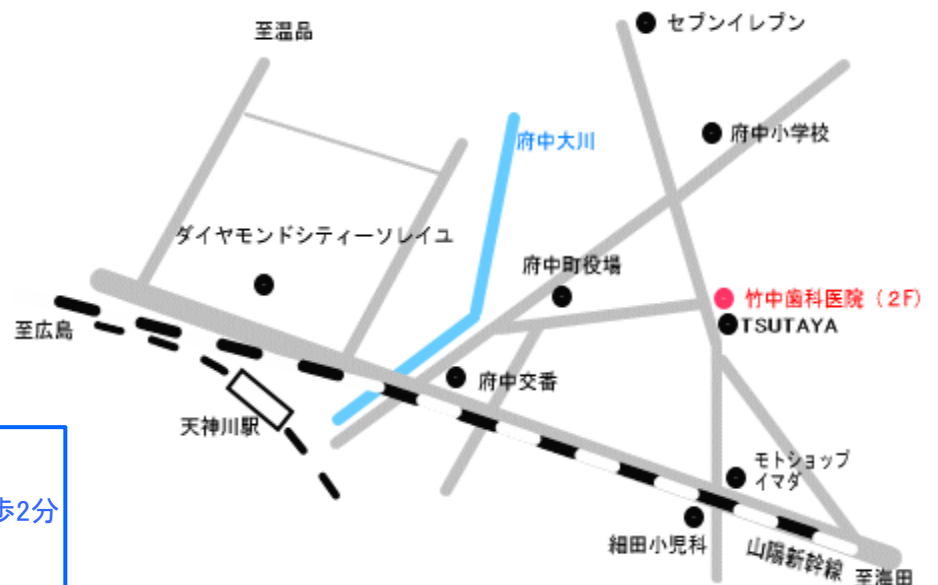 セブンイレブン
至温品
府中小学校
府中大川
ダイヤモンドシティーソレイユ
府中町役場
竹中歯科医院（２F）
至広島
TSUTAYA
府中交番
天神川駅
モトショップ
イマダ
歩2分
細田小児科
山陽新幹線
至海田